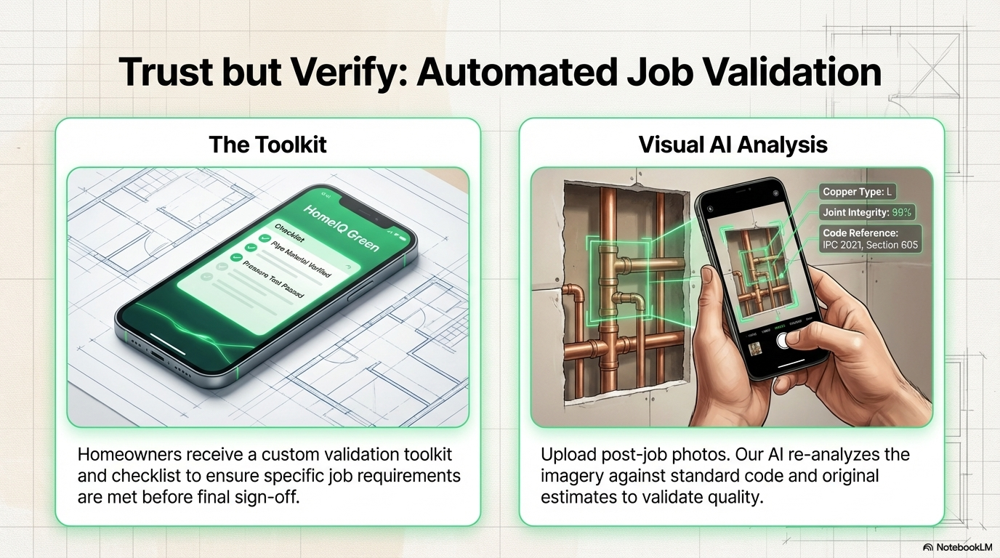 Trust but Verify: Automated Job Validation
The Toolkit
HomeIQ Green
Checklist
Pipe Material Verified
Pressure Test Passed
Homeowners receive a custom validation toolkit
and checklist to ensure specific job requirements
are met before final sign-off.
Visual AI Analysis
Copper Type: L
Joint Integrity: 99%
Code Reference:
IPC 2021, Section 605
Upload post-job photos. Our AI re-analyzes the
imagery against standard code and original
estimates to validate quality.
NotebookLM